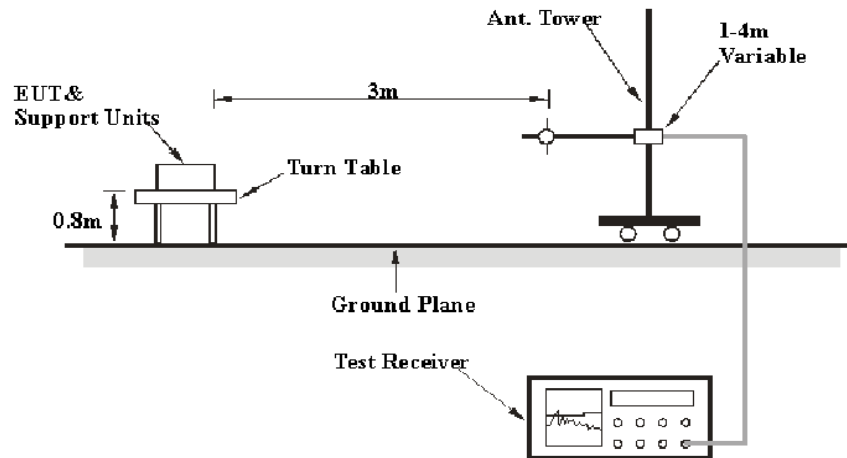 Ant. Tower
1-4m
Variable
3m
EUT&
Support Units
Turn Table
0.8m
Ground Plane
Test Receiver